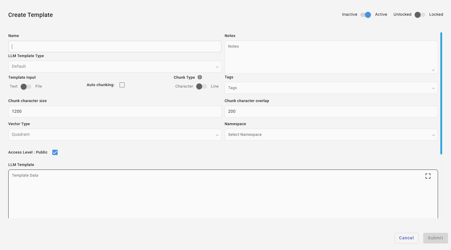 Create Template
Inactive Active Unlocked Locked
Name
Notes
Notes
LLM Template Type
Default
Template Input
Text File
Auto chunking:
Chunk Type
Character Line
Tags
Tags
Chunk character size
1200
Chunk character overlap
200
Vector Type
Quadrant
Namespace
Select Namespace
Access Level : Public
LLM Template
Template Data
Cancel
Submit